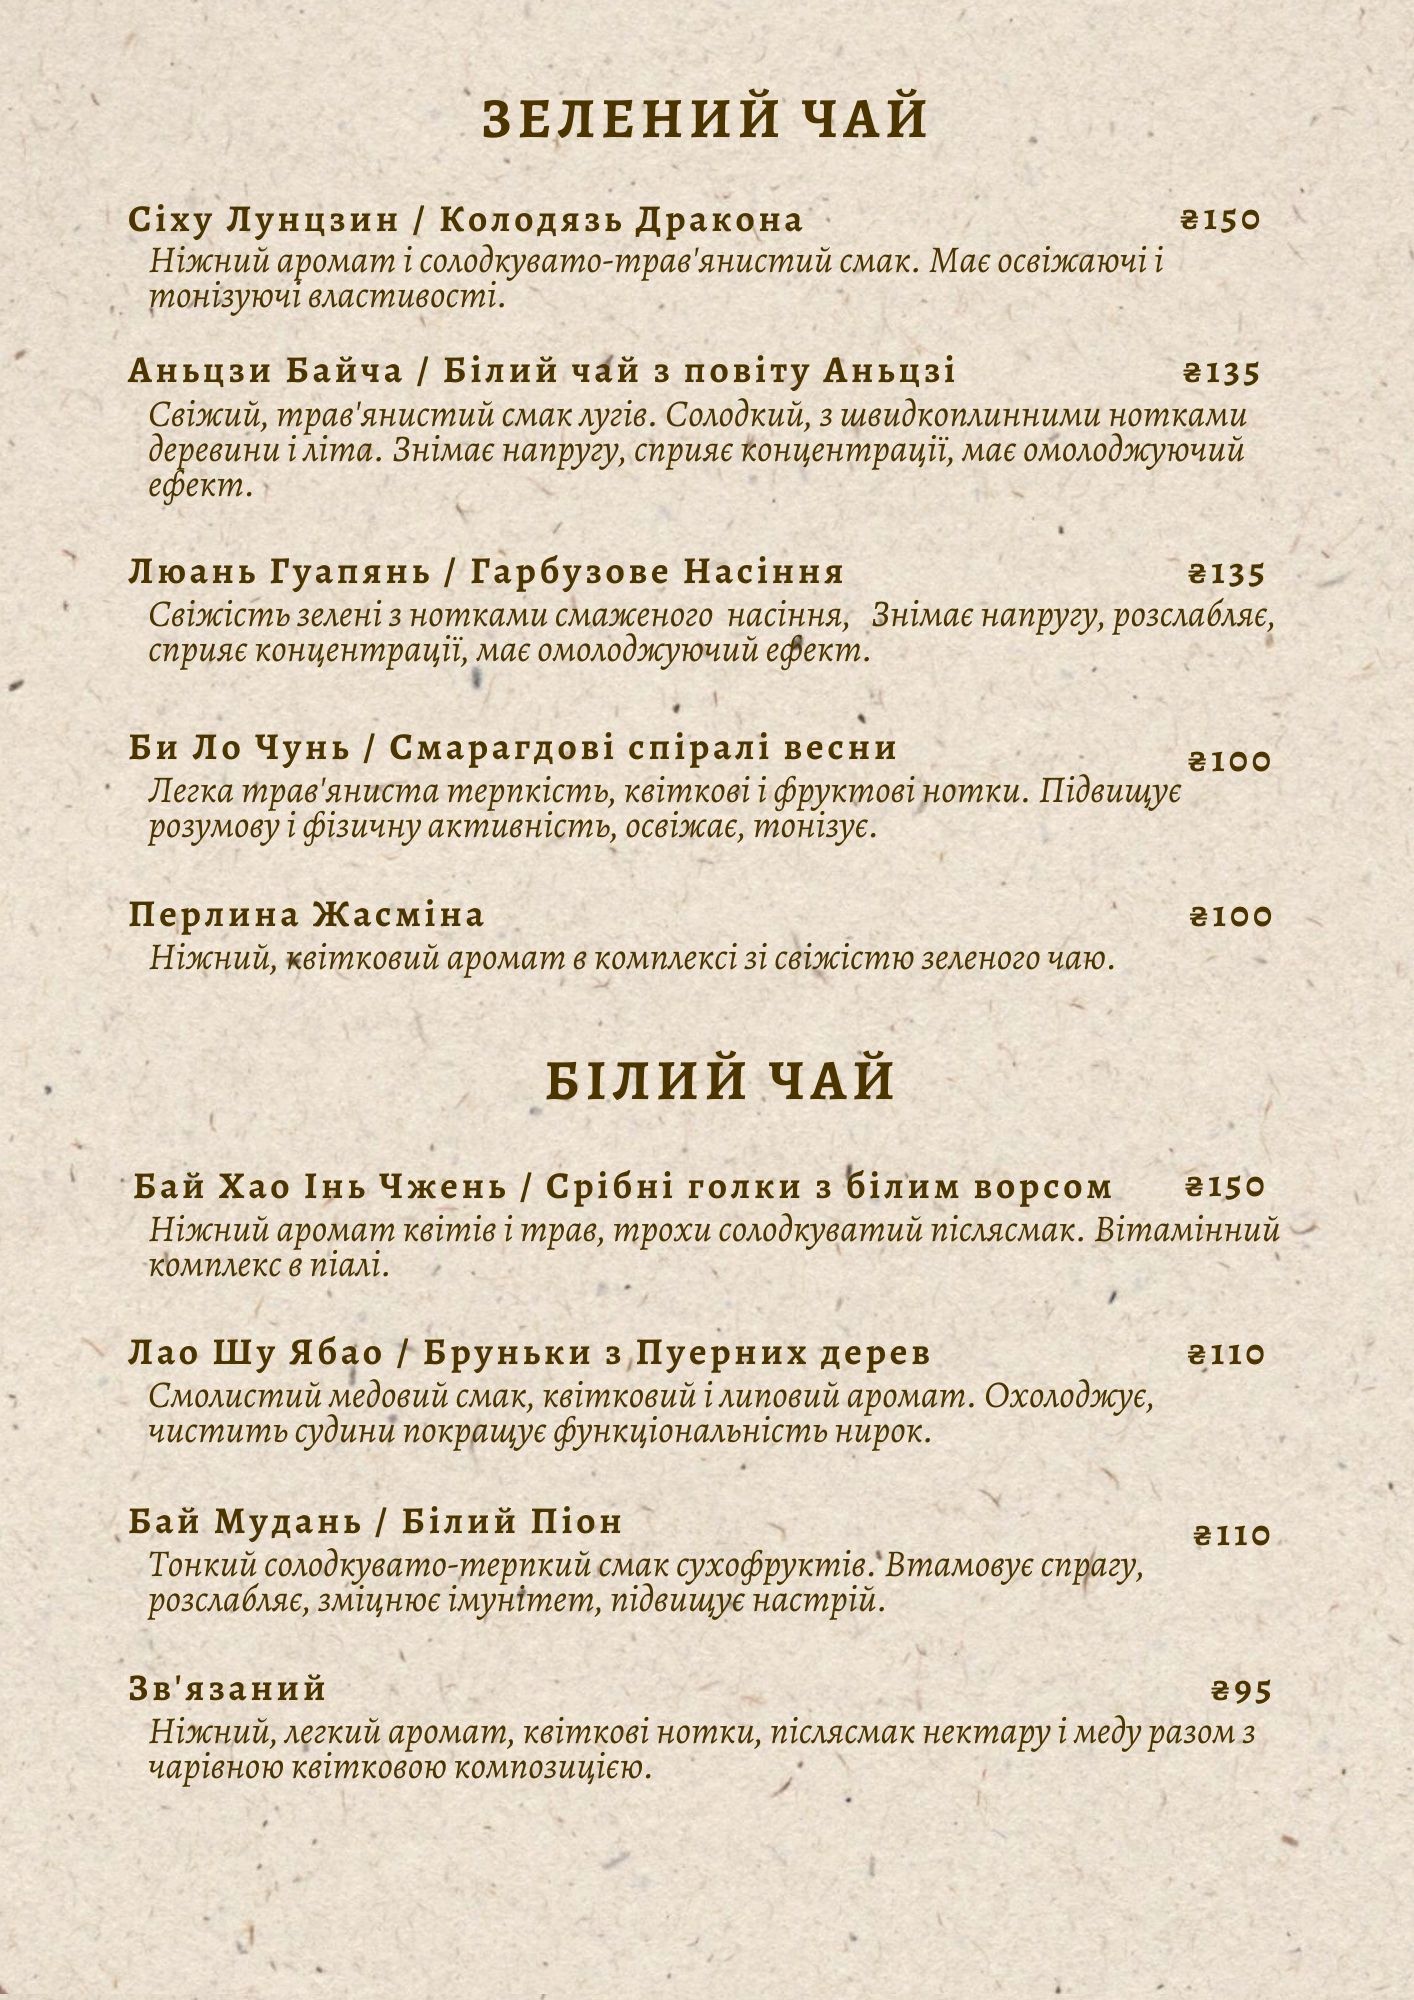 ЗЕЛЕНИЙ ЧАЙ
Сіху Лунцзин / Колодязь Дракона ₴150
Ніжний аромат і солодкувато-трав'янистий смак. Має освіжаючі і
тонізуючі властивості.
Аньцзи Байча / Білий чай з повіту Аньцзі ₴135
Свіжий, трав'янистий смак лугів. Солодкий, з швидкоплинними нотками
деревини і літа. Знімає напругу, сприяє концентрації, має омолоджуючий
ефект.
Люань Гуапянь / Гарбузове Насіння ₴135
Свіжість зелені з нотками смаженого насіння, Знімає напругу, розслабляє,
сприяє концентрації, має омолоджуючий ефект.
Би Ло Чунь / Смарагдові спіралі весни ₴100
Легка трав'яниста терпкість, квіткові і фруктові нотки. Підвищує
розумову і фізичну активність, освіжає, тонізує.
Перлина Жасміна ₴100
Ніжний, квітковий аромат в комплексі зі свіжістю зеленого чаю.
БІЛИЙ ЧАЙ
Бай Хао Інь Чжень / Срібні голки з білим ворсом ₴150
Ніжний аромат квітів і трав, трохи солодкуватий післясмак. Вітамінний
комплекс в піалі.
Лао Шу Ябао / Бруньки з Пуерних дерев ₴110
Смолистий медовий смак, квітковий і липовий аромат. Охолоджує,
чистить судини покращує функціональність нирок.
Бай Мудань / Білий Піон ₴110
Тонкий солодкувато-терпкий смак сухофруктів. Втамовує спрагу,
розслабляє, зміцнює імунітет, підвищує настрій.
Зв'язаний ₴95
Ніжний, легкий аромат, квіткові нотки, післясмак нектару і меду разом з
чарівною квітковою композицією.